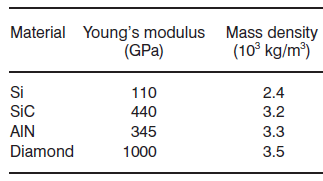 Material Young's modulus Mass density
(GPa) (10³ kg/m³)
Si 110 2.4
SiC 440 3.2
AlN 345 3.3
Diamond 1000 3.5